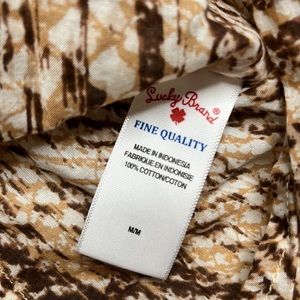 Lucky Brand®
FINE QUALITY
MADE IN INDONESIA
FABRIQUE EN INDONESIE
100% COTTON/COTON
M/M